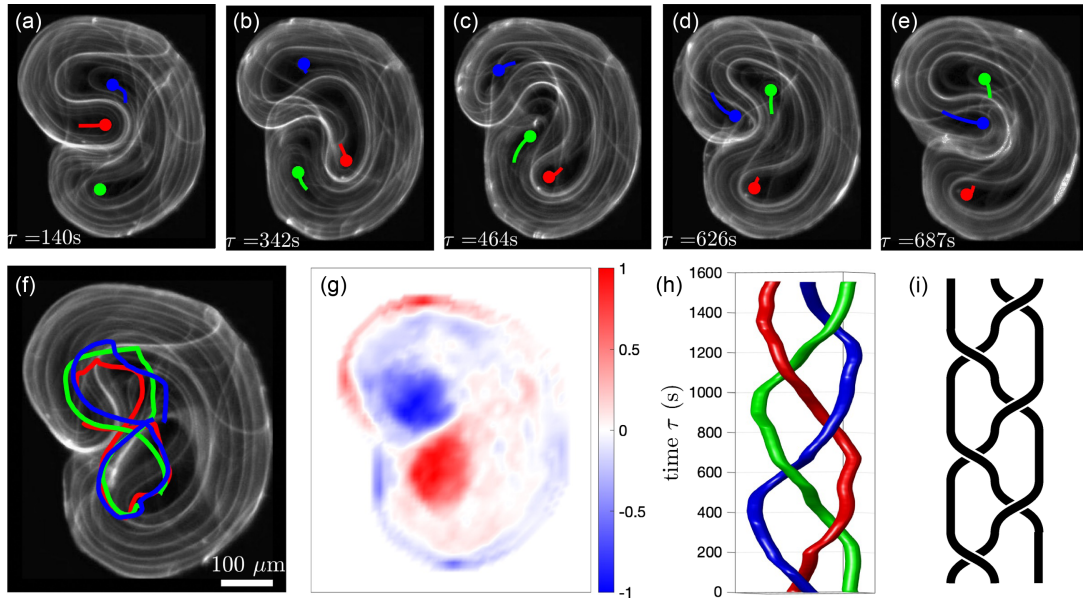 (a)
τ =140s
(b)
τ =342s
(c)
τ =464s
(d)
τ =626s
(e)
τ =687s
(f)
100 μm
(g)
1
0.5
0
-0.5
-1
(h)
time τ (s)
1600
1400
1200
1000
800
600
400
200
0
(i)